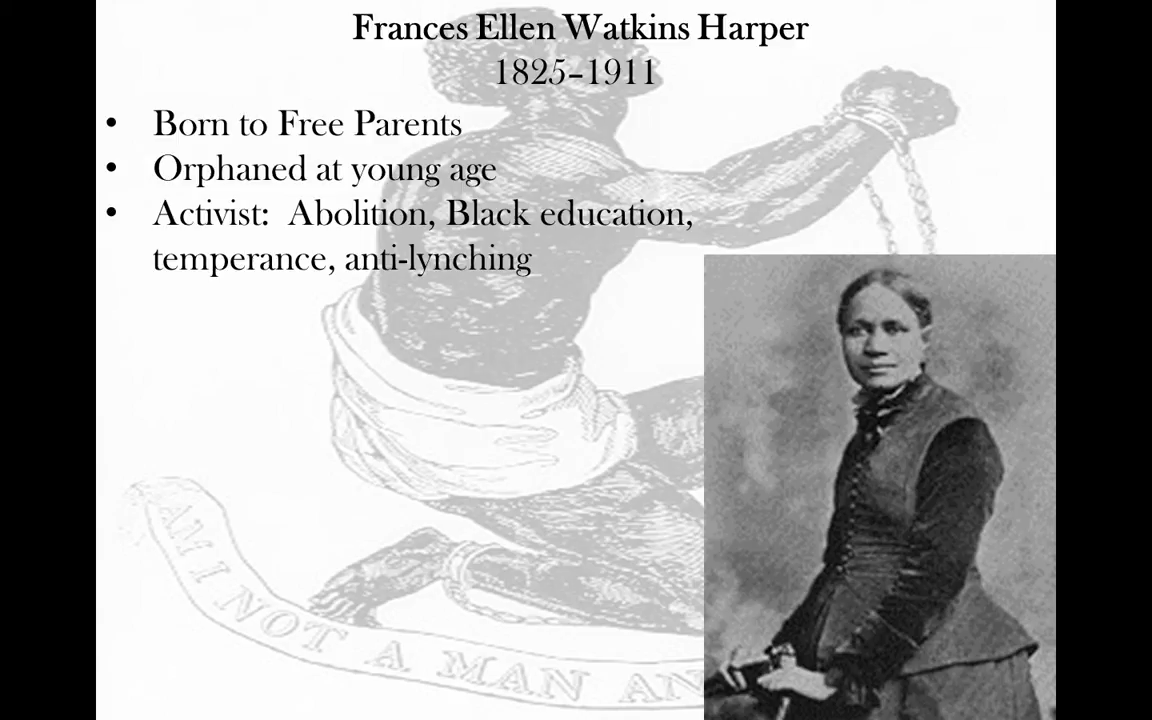 Frances Ellen Watkins Harper
1825–1911
• Born to Free Parents
• Orphaned at young age
• Activist:  Abolition, Black education,
temperance, anti-lynching
AM I NOT A MAN AN